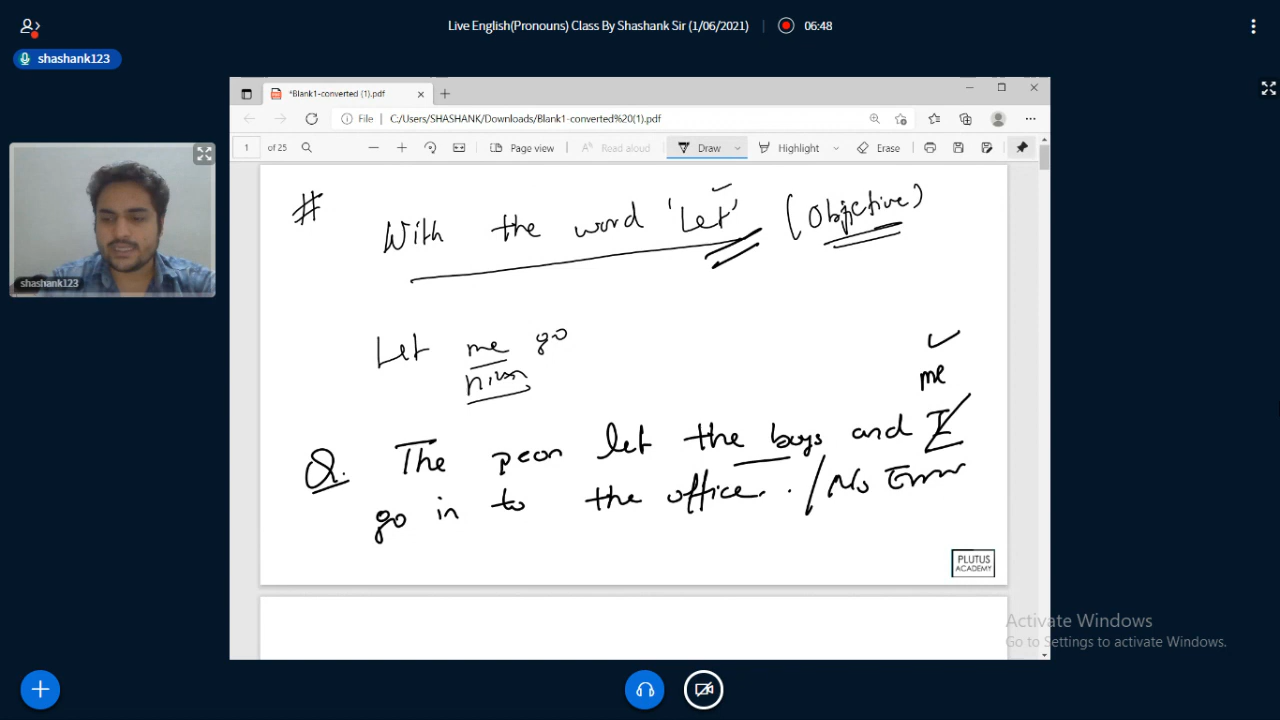 Live English(Pronouns) Class By Shashank Sir (1/06/2021) 06:48
shashank123
*Blank1-converted (1).pdf
File C:/Users/SHASHANK/Downloads/Blank1-converted%20(1).pdf
1 of 25 Page view Read aloud Draw Highlight Erase
shashank123
# With the word 'Let' (Objective)
Let me go
him
me
Q. The peon let the boys and I
go in to the office. / No Error
PLUTUS
ACADEMY
Activate Windows
Go to Settings to activate Windows.